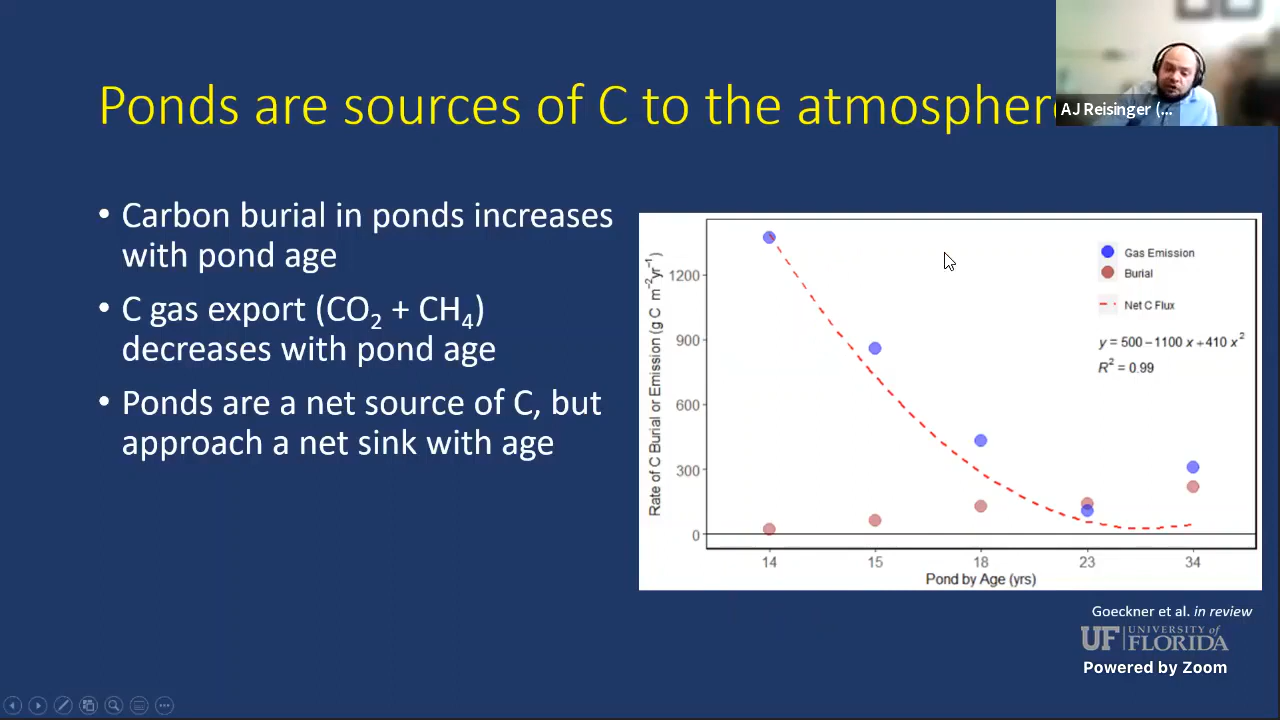 Ponds are sources of C to the atmosphere
AJ Reisinger (...
• Carbon burial in ponds increases
with pond age
• C gas export (CO₂ + CH₄)
decreases with pond age
• Ponds are a net source of C, but
approach a net sink with age
Rate of C Burial or Emission (g C m⁻²yr⁻¹)
1200
900
600
300
0
Gas Emission
Burial
Net C Flux
y = 500 − 1100 x + 410 x²
R² = 0.99
14 15 18 23 34
Pond by Age (yrs)
Goeckner et al. in review
UF UNIVERSITY of
FLORIDA
Powered by Zoom